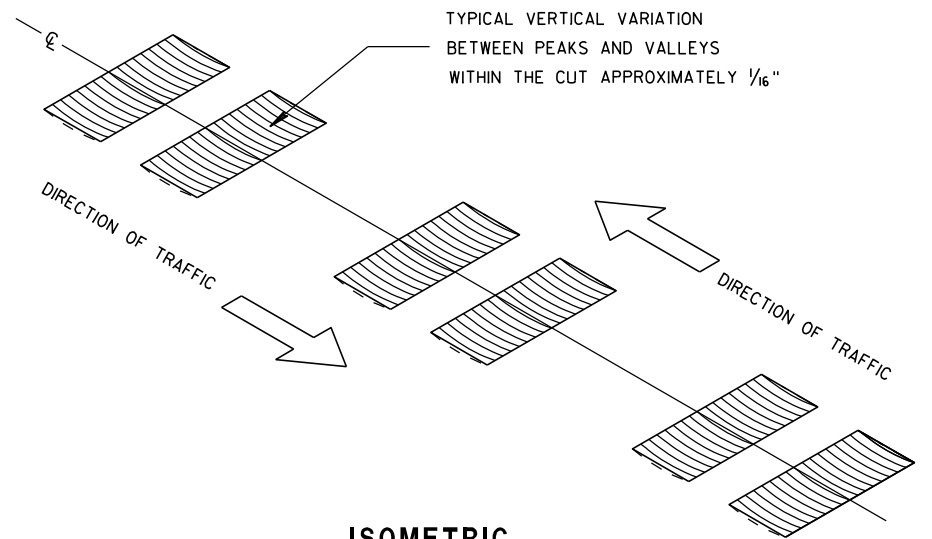 TYPICAL VERTICAL VARIATION
BETWEEN PEAKS AND VALLEYS
WITHIN THE CUT APPROXIMATELY 1/16"
℄
DIRECTION OF TRAFFIC
DIRECTION OF TRAFFIC
ISOMETRIC